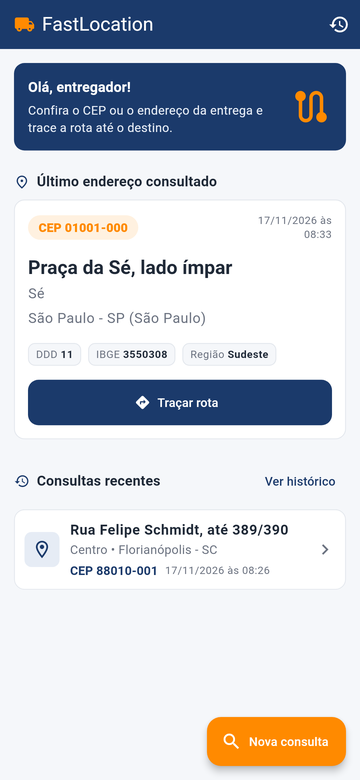 FastLocation
Olá, entregador!
Confira o CEP ou o endereço da entrega e
trace a rota até o destino.
Último endereço consultado
CEP 01001-000
17/11/2026 às
08:33
Praça da Sé, lado ímpar
Sé
São Paulo - SP (São Paulo)
DDD 11
IBGE 3550308
Região Sudeste
Traçar rota
Consultas recentes
Ver histórico
Rua Felipe Schmidt, até 389/390
Centro • Florianópolis - SC
CEP 88010-001 17/11/2026 às 08:26
Nova consulta